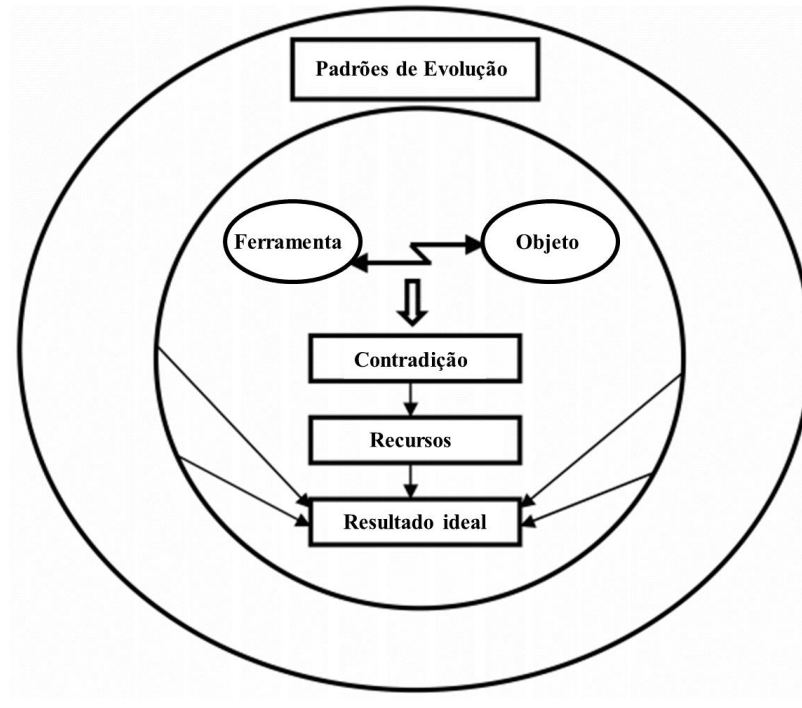 Padrões de Evolução
Ferramenta
Objeto
Contradição
Recursos
Resultado ideal